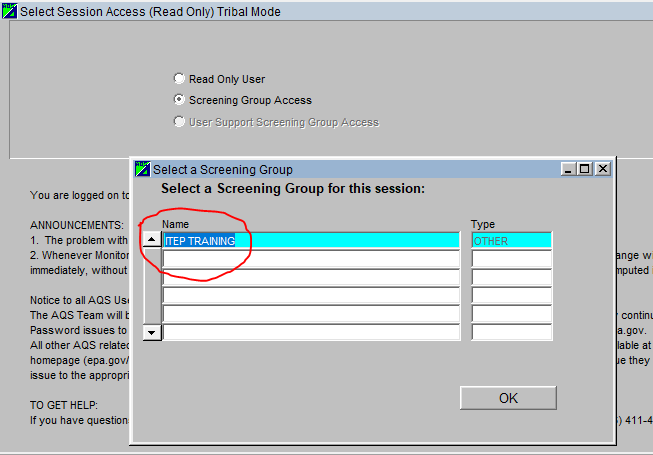 Select Session Access (Read Only) Tribal Mode
Read Only User
Screening Group Access
User Support Screening Group Access
Select a Screening Group
Select a Screening Group for this session:
Name Type
ITEP TRAINING OTHER
OK
You are logged on to
ANNOUNCEMENTS:
1. The problem with
2. Whenever Monitor ange w
immediately, without mputed
Notice to all AQS Use
The AQS Team will b continu
Password issues to a.gov.
All other AQS related lable at
homepage (epa.gov/ ue they
issue to the appropri
TO GET HELP:
If you have question ) 411-4